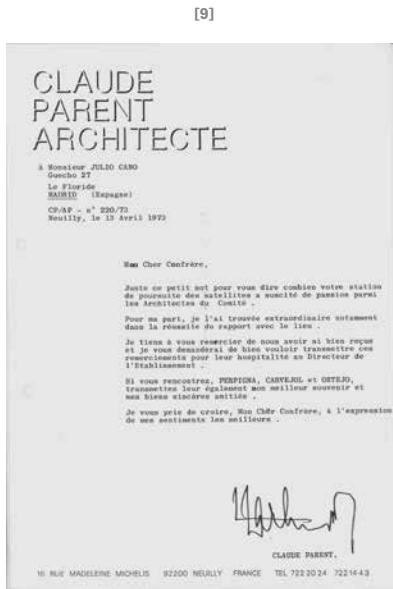 [9]
CLAUDE
PARENT
ARCHITECTE
à Monsieur JULIO CANO
Guecho 27
La Floride
MADRID (Espagne)
CP/AP - n° 220/73
Neuilly, le 13 Avril 1973
Mon Cher Confrère,
Juste ce petit mot pour vous dire combien votre station
de poursuite des satellites a suscité de passion parmi
les Architectes du Comité .
Pour ma part, je l'ai trouvée extraordinaire notamment
dans la réussite du rapport avec le lieu .
Je tiens à vous remercier de nous avoir si bien reçus
et je vous demanderai de bien vouloir transmettre ces
remerciements pour leur hospitalité au Directeur de
l'Etablissement .
Si vous rencontrez, PERPIGNA, CARVEJOL et ORTEJO,
transmettez leur également mon meilleur souvenir et
mes biens sincères amitiés .
Je vous prie de croire, Mon Chèr Confrère, à l'expression
de mes sentiments les meilleurs .
CLAUDE PARENT.
16 RUE MADELEINE MICHELIS 92200 NEUILLY FRANCE TEL 722 20 24 722 14 43